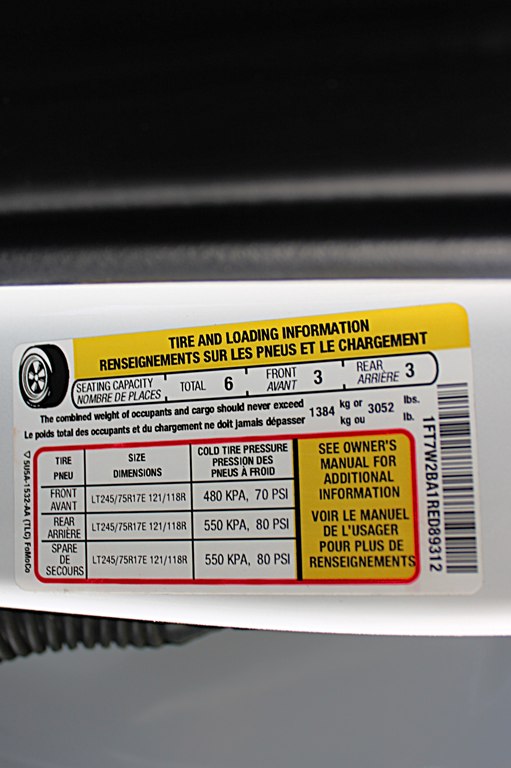 TIRE AND LOADING INFORMATION
RENSEIGNEMENTS SUR LES PNEUS ET LE CHARGEMENT
SEATING CAPACITY
NOMBRE DE PLACES
TOTAL 6
FRONT
AVANT 3
REAR
ARRIÈRE 3
The combined weight of occupants and cargo should never exceed
Le poids total des occupants et du chargement ne doit jamais dépasser
1384 kg or 3052 lbs.
kg ou lb.
TIRE
PNEU
SIZE
DIMENSIONS
COLD TIRE PRESSURE
PRESSION DES
PNEUS À FROID
FRONT
AVANT
LT245/75R17E 121/118R
480 KPA, 70 PSI
REAR
ARRIÈRE
LT245/75R17E 121/118R
550 KPA, 80 PSI
SPARE
DE
SECOURS
LT245/75R17E 121/118R
550 KPA, 80 PSI
SEE OWNER'S
MANUAL FOR
ADDITIONAL
INFORMATION
VOIR LE MANUEL
DE L'USAGER
POUR PLUS DE
RENSEIGNEMENTS
1FT7W2BA1RED89312
5U5A-1532-AA (TLG) FoMoCo